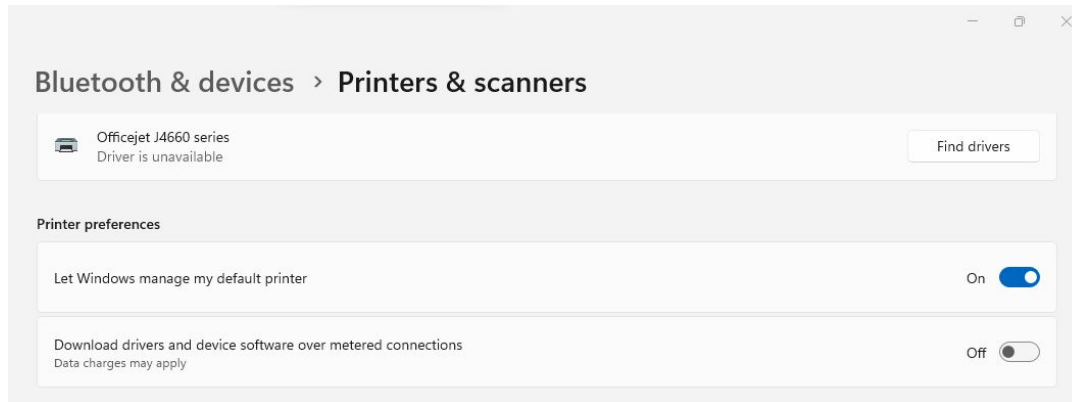 Bluetooth & devices > Printers & scanners
Officejet J4660 series
Driver is unavailable
Find drivers
Printer preferences
Let Windows manage my default printer
On
Download drivers and device software over metered connections
Data charges may apply
Off